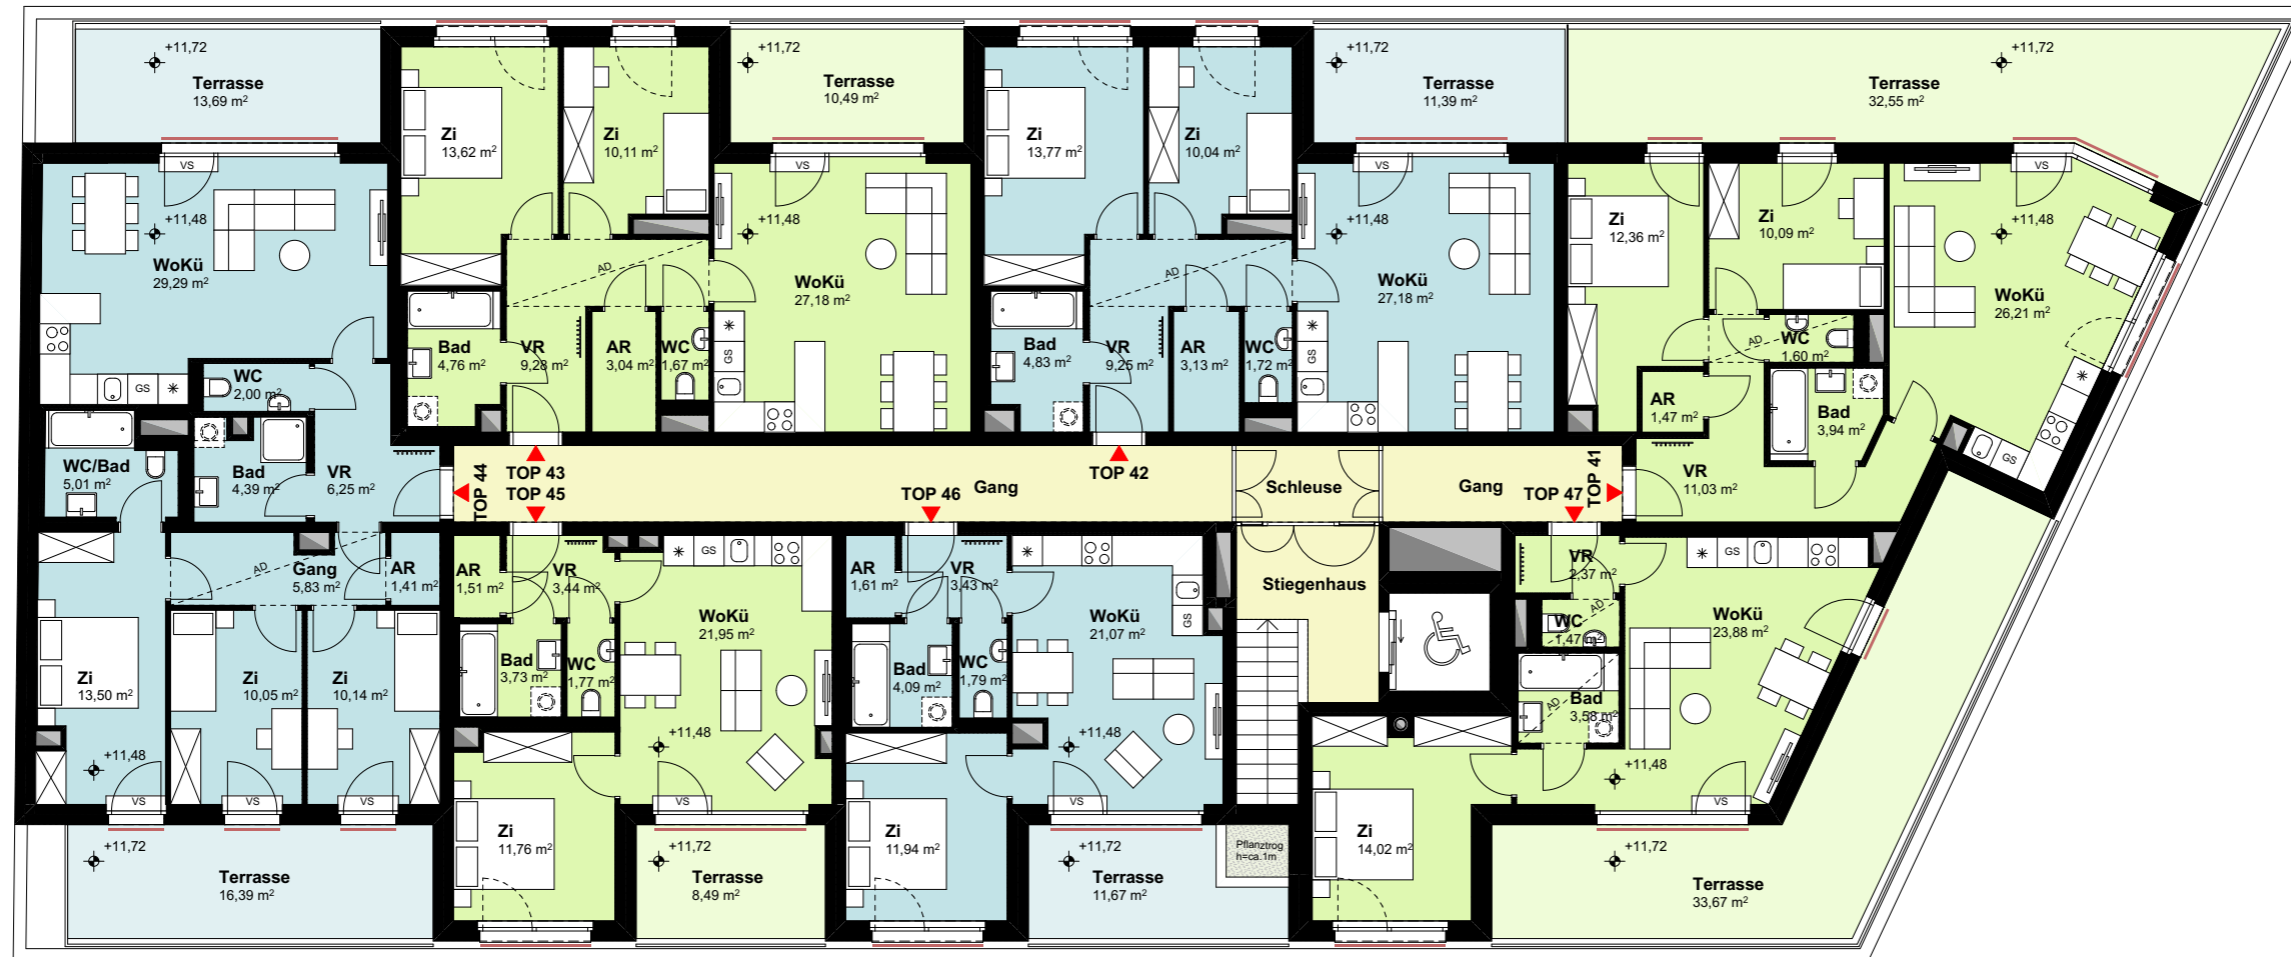 +11,72
Terrasse
13,69 m²
+11,72
Terrasse
10,49 m²
+11,72
Terrasse
11,39 m²
+11,72
Terrasse
32,55 m²
VS
+11,48
WoKü
29,29 m²
Zi
13,62 m²
Zi
10,11 m²
VS
+11,48
WoKü
27,18 m²
GS
Zi
13,77 m²
Zi
10,04 m²
VS
+11,48
WoKü
27,18 m²
GS
Zi
12,36 m²
Zi
10,09 m²
VS
+11,48
WoKü
26,21 m²
GS
GS
WC
2,00 m²
AD
Bad
4,76 m²
VR
9,28 m²
AR
3,04 m²
WC
1,67 m²
AD
Bad
4,83 m²
VR
9,25 m²
AR
3,13 m²
WC
1,72 m²
AD
WC
1,60 m²
AR
1,47 m²
Bad
3,94 m²
VR
11,03 m²
WC/Bad
5,01 m²
Bad
4,39 m²
VR
6,25 m²
TOP 44
TOP 43
TOP 45
TOP 46
Gang
TOP 42
Schleuse
Gang
TOP 47
TOP 41
AD
Gang
5,83 m²
AR
1,41 m²
Zi
13,50 m²
Zi
10,05 m²
Zi
10,14 m²
+11,48
VS
VS
VS
AR
1,51 m²
VR
3,44 m²
GS
WoKü
21,95 m²
Bad
3,73 m²
WC
1,77 m²
+11,48
VS
Zi
11,76 m²
AR
1,61 m²
VR
3,43 m²
WoKü
21,07 m²
GS
Bad
4,09 m²
WC
1,79 m²
+11,48
VS
Zi
11,94 m²
Stiegenhaus
VR
2,37 m²
GS
AD
WC
1,47 m²
WoKü
23,88 m²
Bad
3,58 m²
AD
+11,48
VS
Zi
14,02 m²
+11,72
Terrasse
16,39 m²
+11,72
Terrasse
8,49 m²
+11,72
Terrasse
11,67 m²
Pflanztrog
h=ca.1m
+11,72
Terrasse
33,67 m²